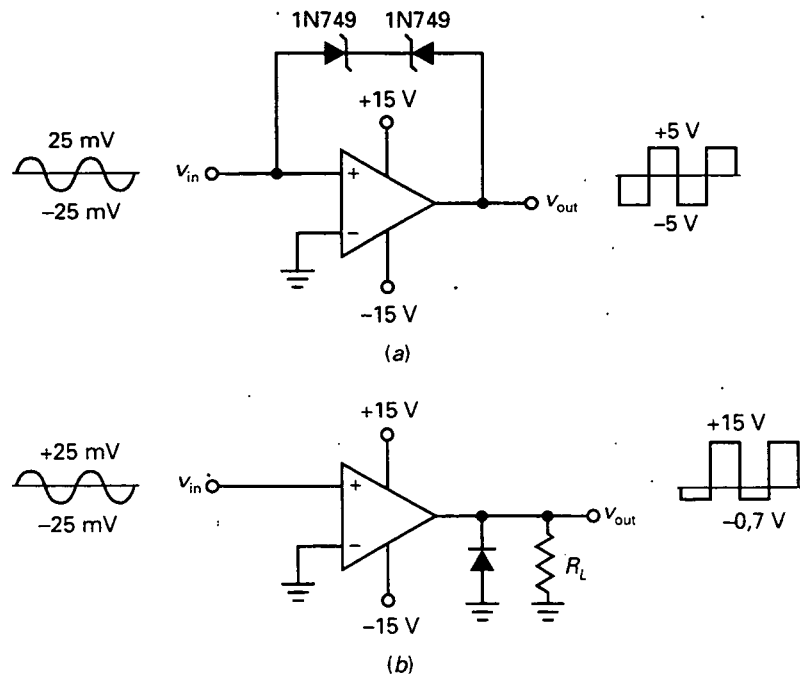 1N749 1N749
+15 V
25 mV
−25 mV
v_in
+
−
v_out
+5 V
−5 V
−15 V
(a)
+15 V
+25 mV
−25 mV
v_in
+
−
v_out
+15 V
−0,7 V
R_L
−15 V
(b)